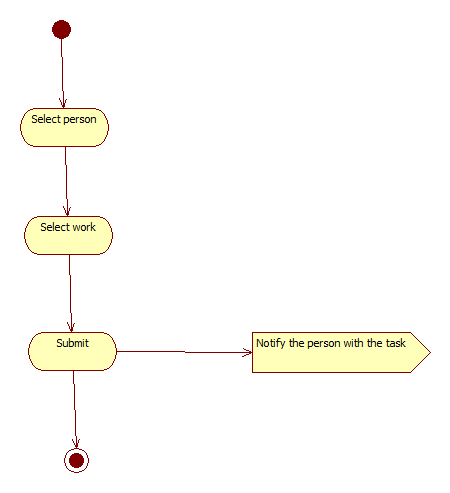 Select person
Select work
Submit
Notify the person with the task